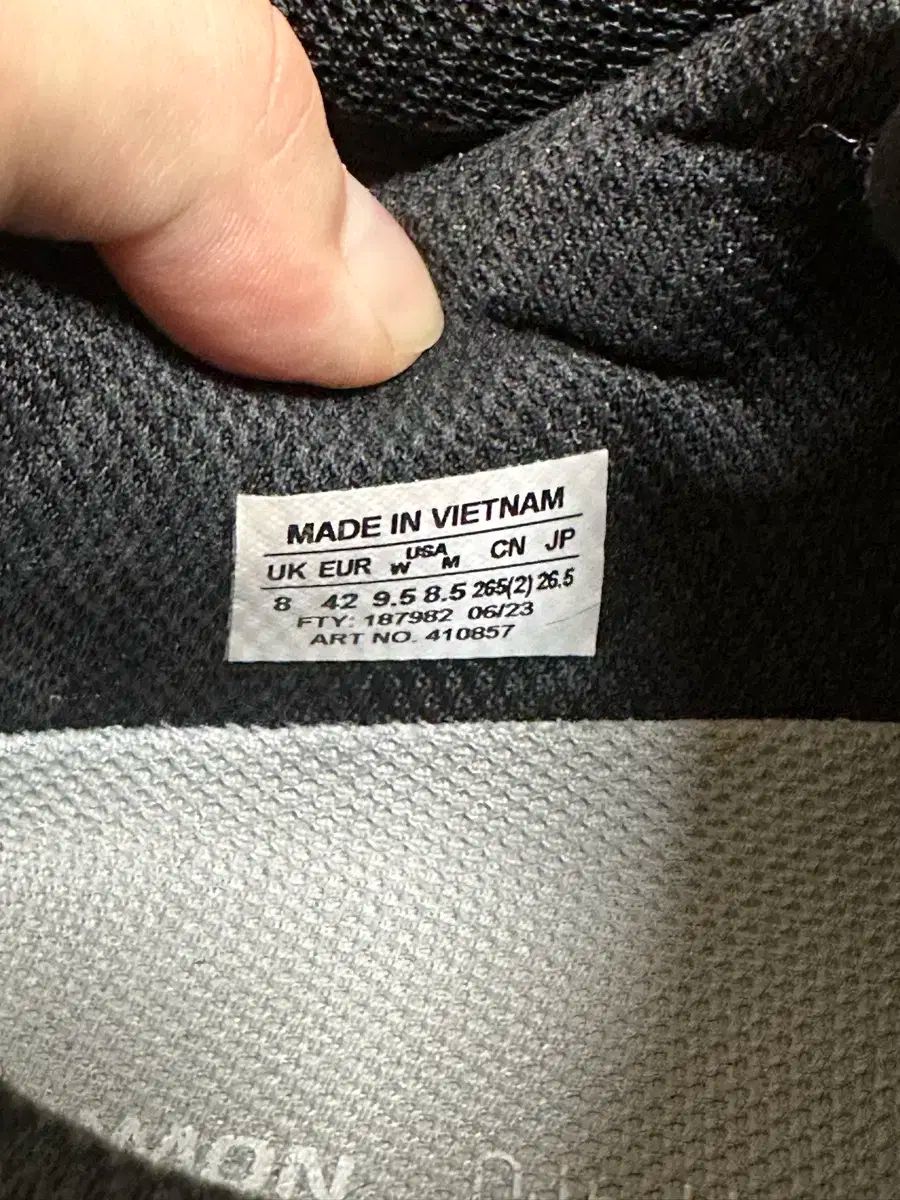 MADE IN VIETNAM
UK EUR W USA M CN JP
8 42 9.5 8.5 265(2) 26.5
FTY: 187982 06/23
ART NO. 410857